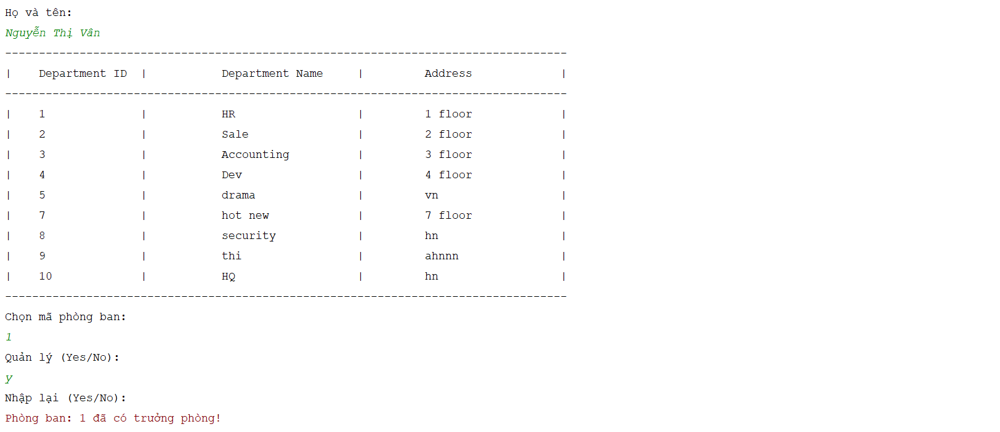 Họ và tên:
Nguyễn Thị Vân
-----------------------------------------------------------------------------------
|    Department ID  |           Department Name     |         Address             |
-----------------------------------------------------------------------------------
|    1              |           HR                  |         1 floor             |
|    2              |           Sale                |         2 floor             |
|    3              |           Accounting          |         3 floor             |
|    4              |           Dev                 |         4 floor             |
|    5              |           drama               |         vn                  |
|    7              |           hot new             |         7 floor             |
|    8              |           security            |         hn                  |
|    9              |           thi                 |         ahnnn               |
|    10             |           HQ                  |         hn                  |
-----------------------------------------------------------------------------------
Chọn mã phòng ban:
1
Quản lý (Yes/No):
y
Nhập lại (Yes/No):
Phòng ban: 1 đã có trưởng phòng!